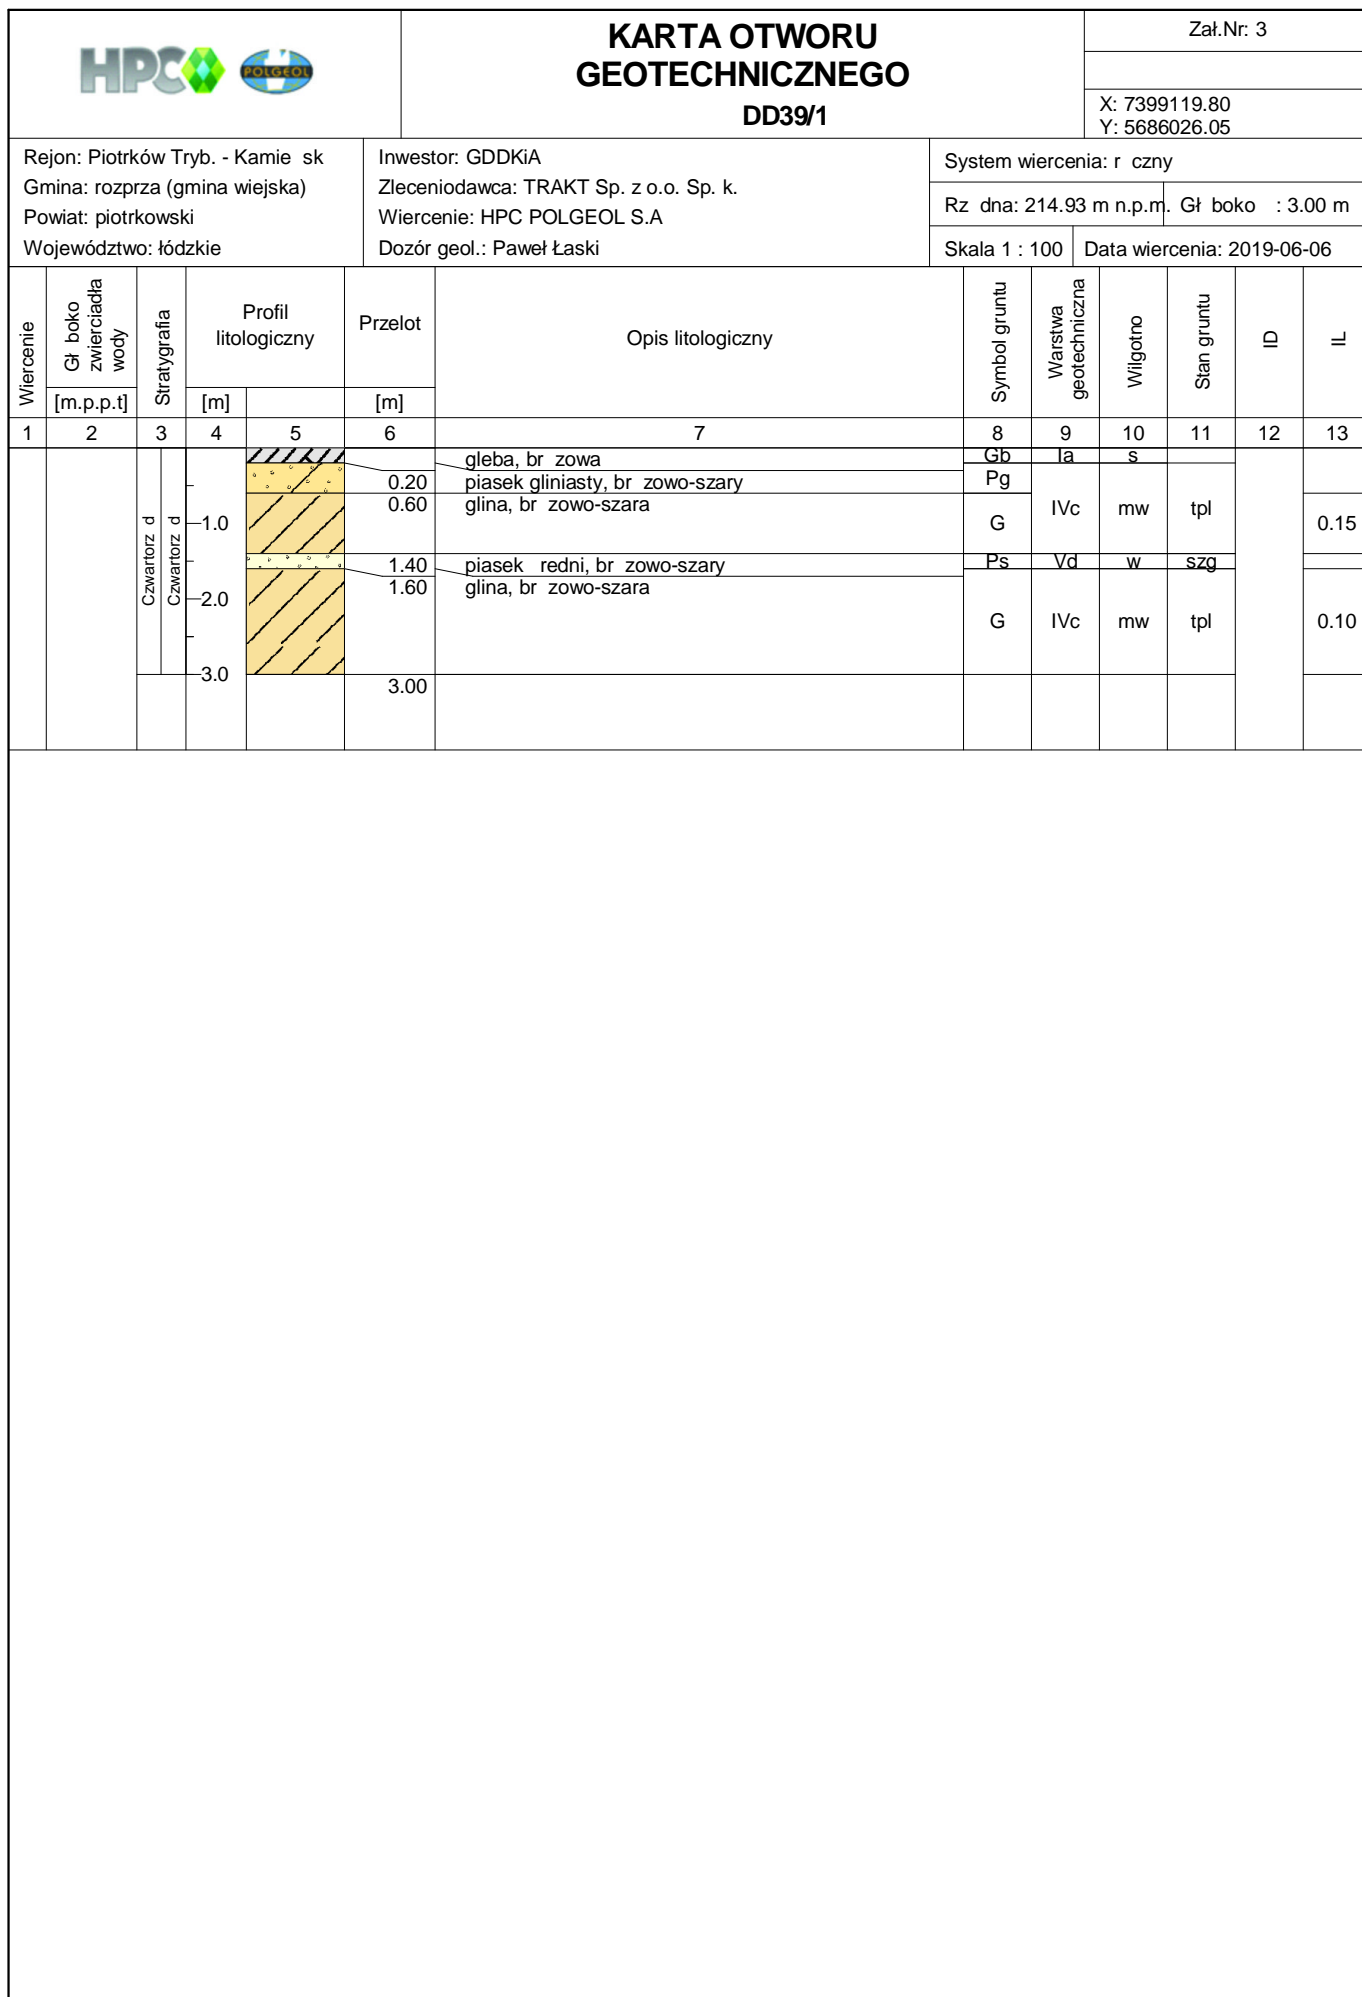 HPC POLGEOL
KARTA OTWORU
GEOTECHNICZNEGO
DD39/1
Zał.Nr: 3
X: 7399119.80
Y: 5686026.05
Rejon: Piotrków Tryb. - Kamie sk
Gmina: rozprza (gmina wiejska)
Powiat: piotrkowski
Województwo: łódzkie
Inwestor: GDDKiA
Zleceniodawca: TRAKT Sp. z o.o. Sp. k.
Wiercenie: HPC POLGEOL S.A
Dozór geol.: Paweł Łaski
System wiercenia: r czny
Rz dna: 214.93 m n.p.m. Gł boko : 3.00 m
Skala 1 : 100 Data wiercenia: 2019-06-06
Wiercenie
Gł boko
zwierciadła
wody
[m.p.p.t]
Stratygrafia
Profil
litologiczny
[m]
Przelot
[m]
Opis litologiczny
Symbol gruntu
Warstwa
geotechniczna
Wilgotno
Stan gruntu
ID
IL
1 2 3 4 5 6 7 8 9 10 11 12 13
gleba, br zowa Gb Ia s
0.20 piasek gliniasty, br zowo-szary Pg
0.60 glina, br zowo-szara
Czwartorz d
Czwartorz d
1.0
G IVc mw tpl 0.15
1.40 piasek redni, br zowo-szary Ps Vd w szg
1.60 glina, br zowo-szara
2.0
G IVc mw tpl 0.10
3.0
3.00